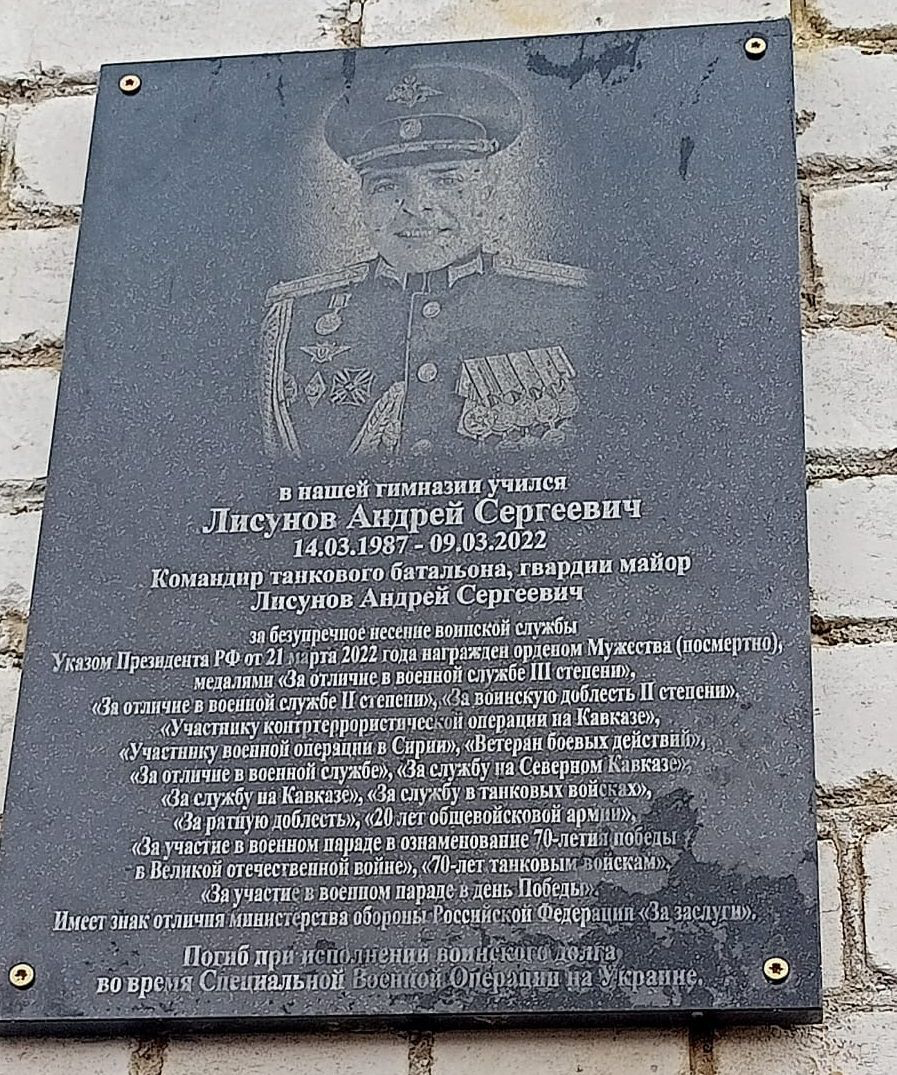 в нашей гимназии учился
Лисунов Андрей Сергеевич
14.03.1987 - 09.03.2022
Командир танкового батальона, гвардии майор
Лисунов Андрей Сергеевич
за безупречное несение воинской службы
Указом Президента РФ от 21 марта 2022 года награжден орденом Мужества (посмертно),
медалями «За отличие в военной службе III степени»,
«За отличие в военной службе II степени», «За воинскую доблесть II степени»,
«Участнику контртеррористической операции на Кавказе»,
«Участнику военной операции в Сирии», «Ветеран боевых действий»,
«За отличие в военной службе», «За службу на Северном Кавказе»,
«За службу на Кавказе», «За службу в танковых войсках»,
«За ратную доблесть», «20 лет общевойсковой армии»,
«За участие в военном параде в ознаменование 70-летия победы
в Великой отечественной войне», «70-лет танковым войскам»,
«За участие в военном параде в день Победы».
Имеет знак отличия министерства обороны Российской Федерации «За заслуги».
Погиб при исполнении воинского долга
во время Специальной Военной Операции на Украине.